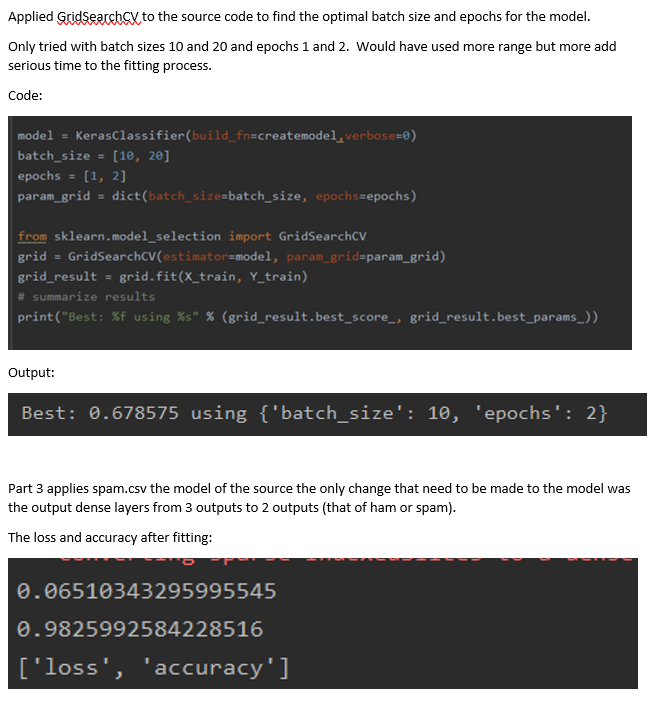 Applied GridSearchCV to the source code to find the optimal batch size and epochs for the model.
Only tried with batch sizes 10 and 20 and epochs 1 and 2.  Would have used more range but more add
serious time to the fitting process.
Code:
model = KerasClassifier(build_fn=createmodel,verbose=0)
batch_size = [10, 20]
epochs = [1, 2]
param_grid = dict(batch_size=batch_size, epochs=epochs)
from sklearn.model_selection import GridSearchCV
grid = GridSearchCV(estimator=model, param_grid=param_grid)
grid_result = grid.fit(X_train, Y_train)
# summarize results
print("Best: %f using %s" % (grid_result.best_score_, grid_result.best_params_))
Output:
Best: 0.678575 using {'batch_size': 10, 'epochs': 2}
Part 3 applies spam.csv the model of the source the only change that need to be made to the model was
the output dense layers from 3 outputs to 2 outputs (that of ham or spam).
The loss and accuracy after fitting:
0.06510343295995545
0.9825992584228516
['loss', 'accuracy']